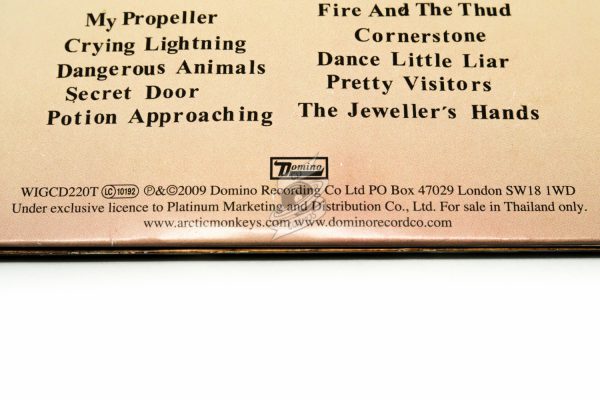 My Propeller
Crying Lightning
Dangerous Animals
Secret Door
Potion Approaching
Fire And The Thud
Cornerstone
Dance Little Liar
Pretty Visitors
The Jeweller's Hands
Domino
WIGCD220T LC 10192 ℗&©2009 Domino Recording Co Ltd PO Box 47029 London SW18 1WD
Under exclusive licence to Platinum Marketing and Distribution Co., Ltd. For sale in Thailand only.
www.arcticmonkeys.com www.dominorecordco.com